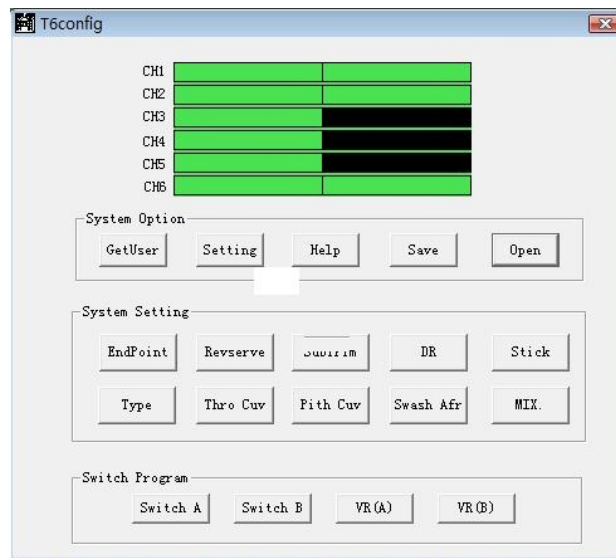 T6config
CH1
CH2
CH3
CH4
CH5
CH6
System Option
GetUser Setting Help Save Open
System Setting
EndPoint Revserve DR Stick
Type Thro Cuv Pith Cuv Swash Afr MIX.
Switch Program
Switch A Switch B VR(A) VR(B)